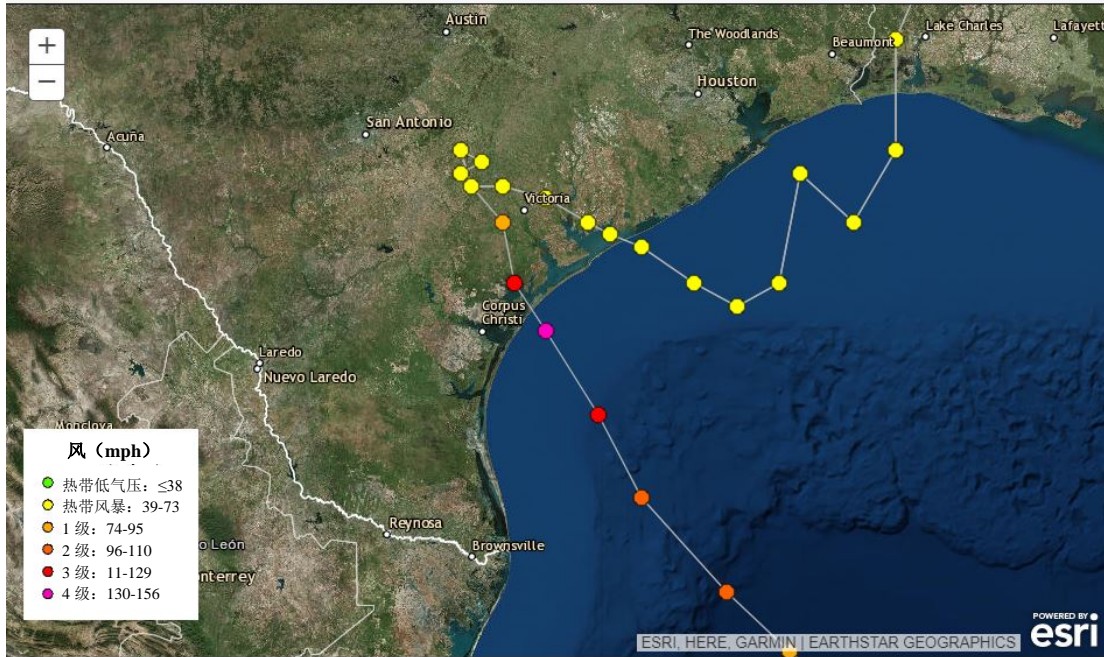 +
−
Austin
Lake Charles
Lafayett
The Woodlands
Beaumont
Houston
San Antonio
Acuña
Victoria
Corpus
Christi
Laredo
Nuevo Laredo
Monclova
风（mph）
热带低气压：≤38
热带风暴：39-73
1 级：74-95
2 级：96-110
3 级：11-129
4 级：130-156
Reynosa
Brownsville
o León
onterrey
POWERED BY
esri
ESRI, HERE, GARMIN | EARTHSTAR GEOGRAPHICS